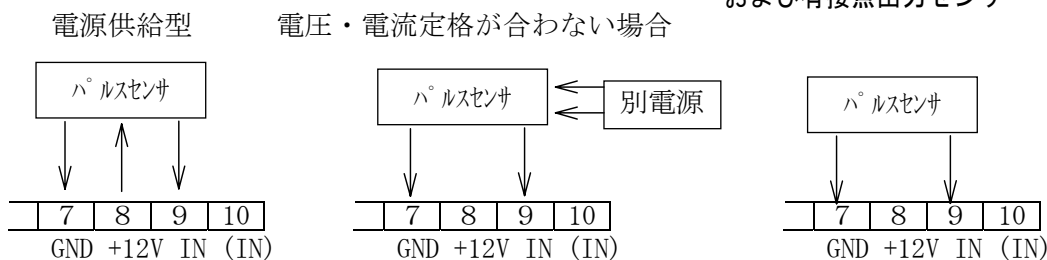 電源供給型
電圧・電流定格が合わない場合
パルスセンサ
7 8 9 10
GND +12V IN (IN)
パルスセンサ
別電源
7 8 9 10
GND +12V IN (IN)
パルスセンサ
7 8 9 10
GND +12V IN (IN)